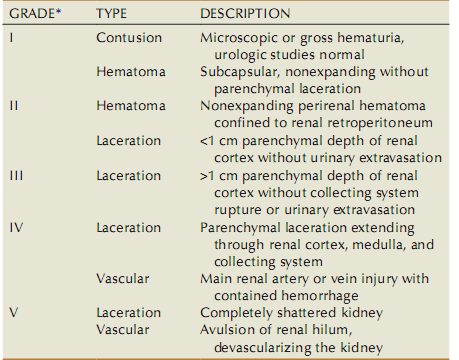 GRADE* TYPE DESCRIPTION
I Contusion Microscopic or gross hematuria,
urologic studies normal
Hematoma Subcapsular, nonexpanding without
parenchymal laceration
II Hematoma Nonexpanding perirenal hematoma
confined to renal retroperitoneum
Laceration <1 cm parenchymal depth of renal
cortex without urinary extravasation
III Laceration >1 cm parenchymal depth of renal
cortex without collecting system
rupture or urinary extravasation
IV Laceration Parenchymal laceration extending
through renal cortex, medulla, and
collecting system
Vascular Main renal artery or vein injury with
contained hemorrhage
V Laceration Completely shattered kidney
Vascular Avulsion of renal hilum,
devascularizing the kidney